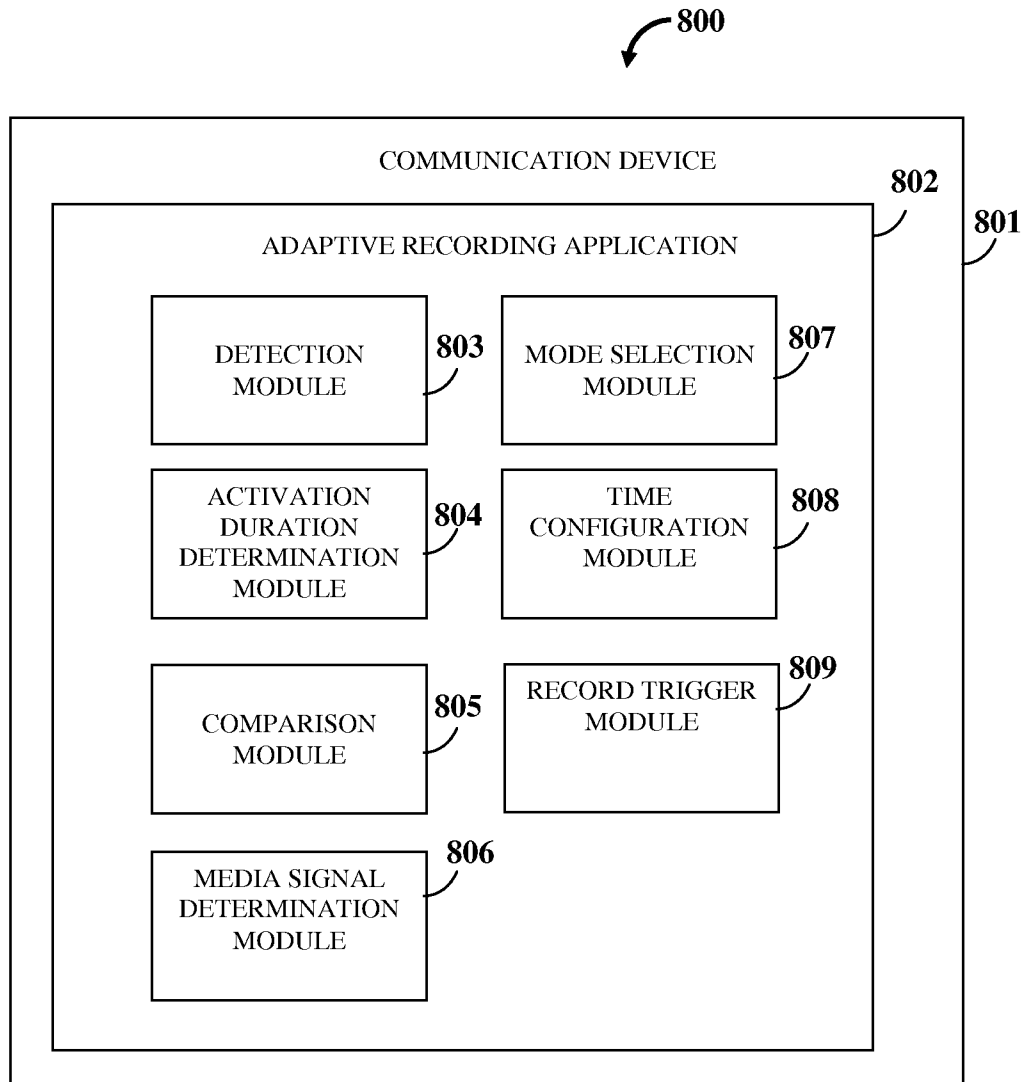 800
COMMUNICATION DEVICE
802
801
ADAPTIVE RECORDING APPLICATION
DETECTION
MODULE
803
MODE SELECTION
MODULE
807
ACTIVATION
DURATION
DETERMINATION
MODULE
804
TIME
CONFIGURATION
MODULE
808
COMPARISON
MODULE
805
RECORD TRIGGER
MODULE
809
MEDIA SIGNAL
DETERMINATION
MODULE
806